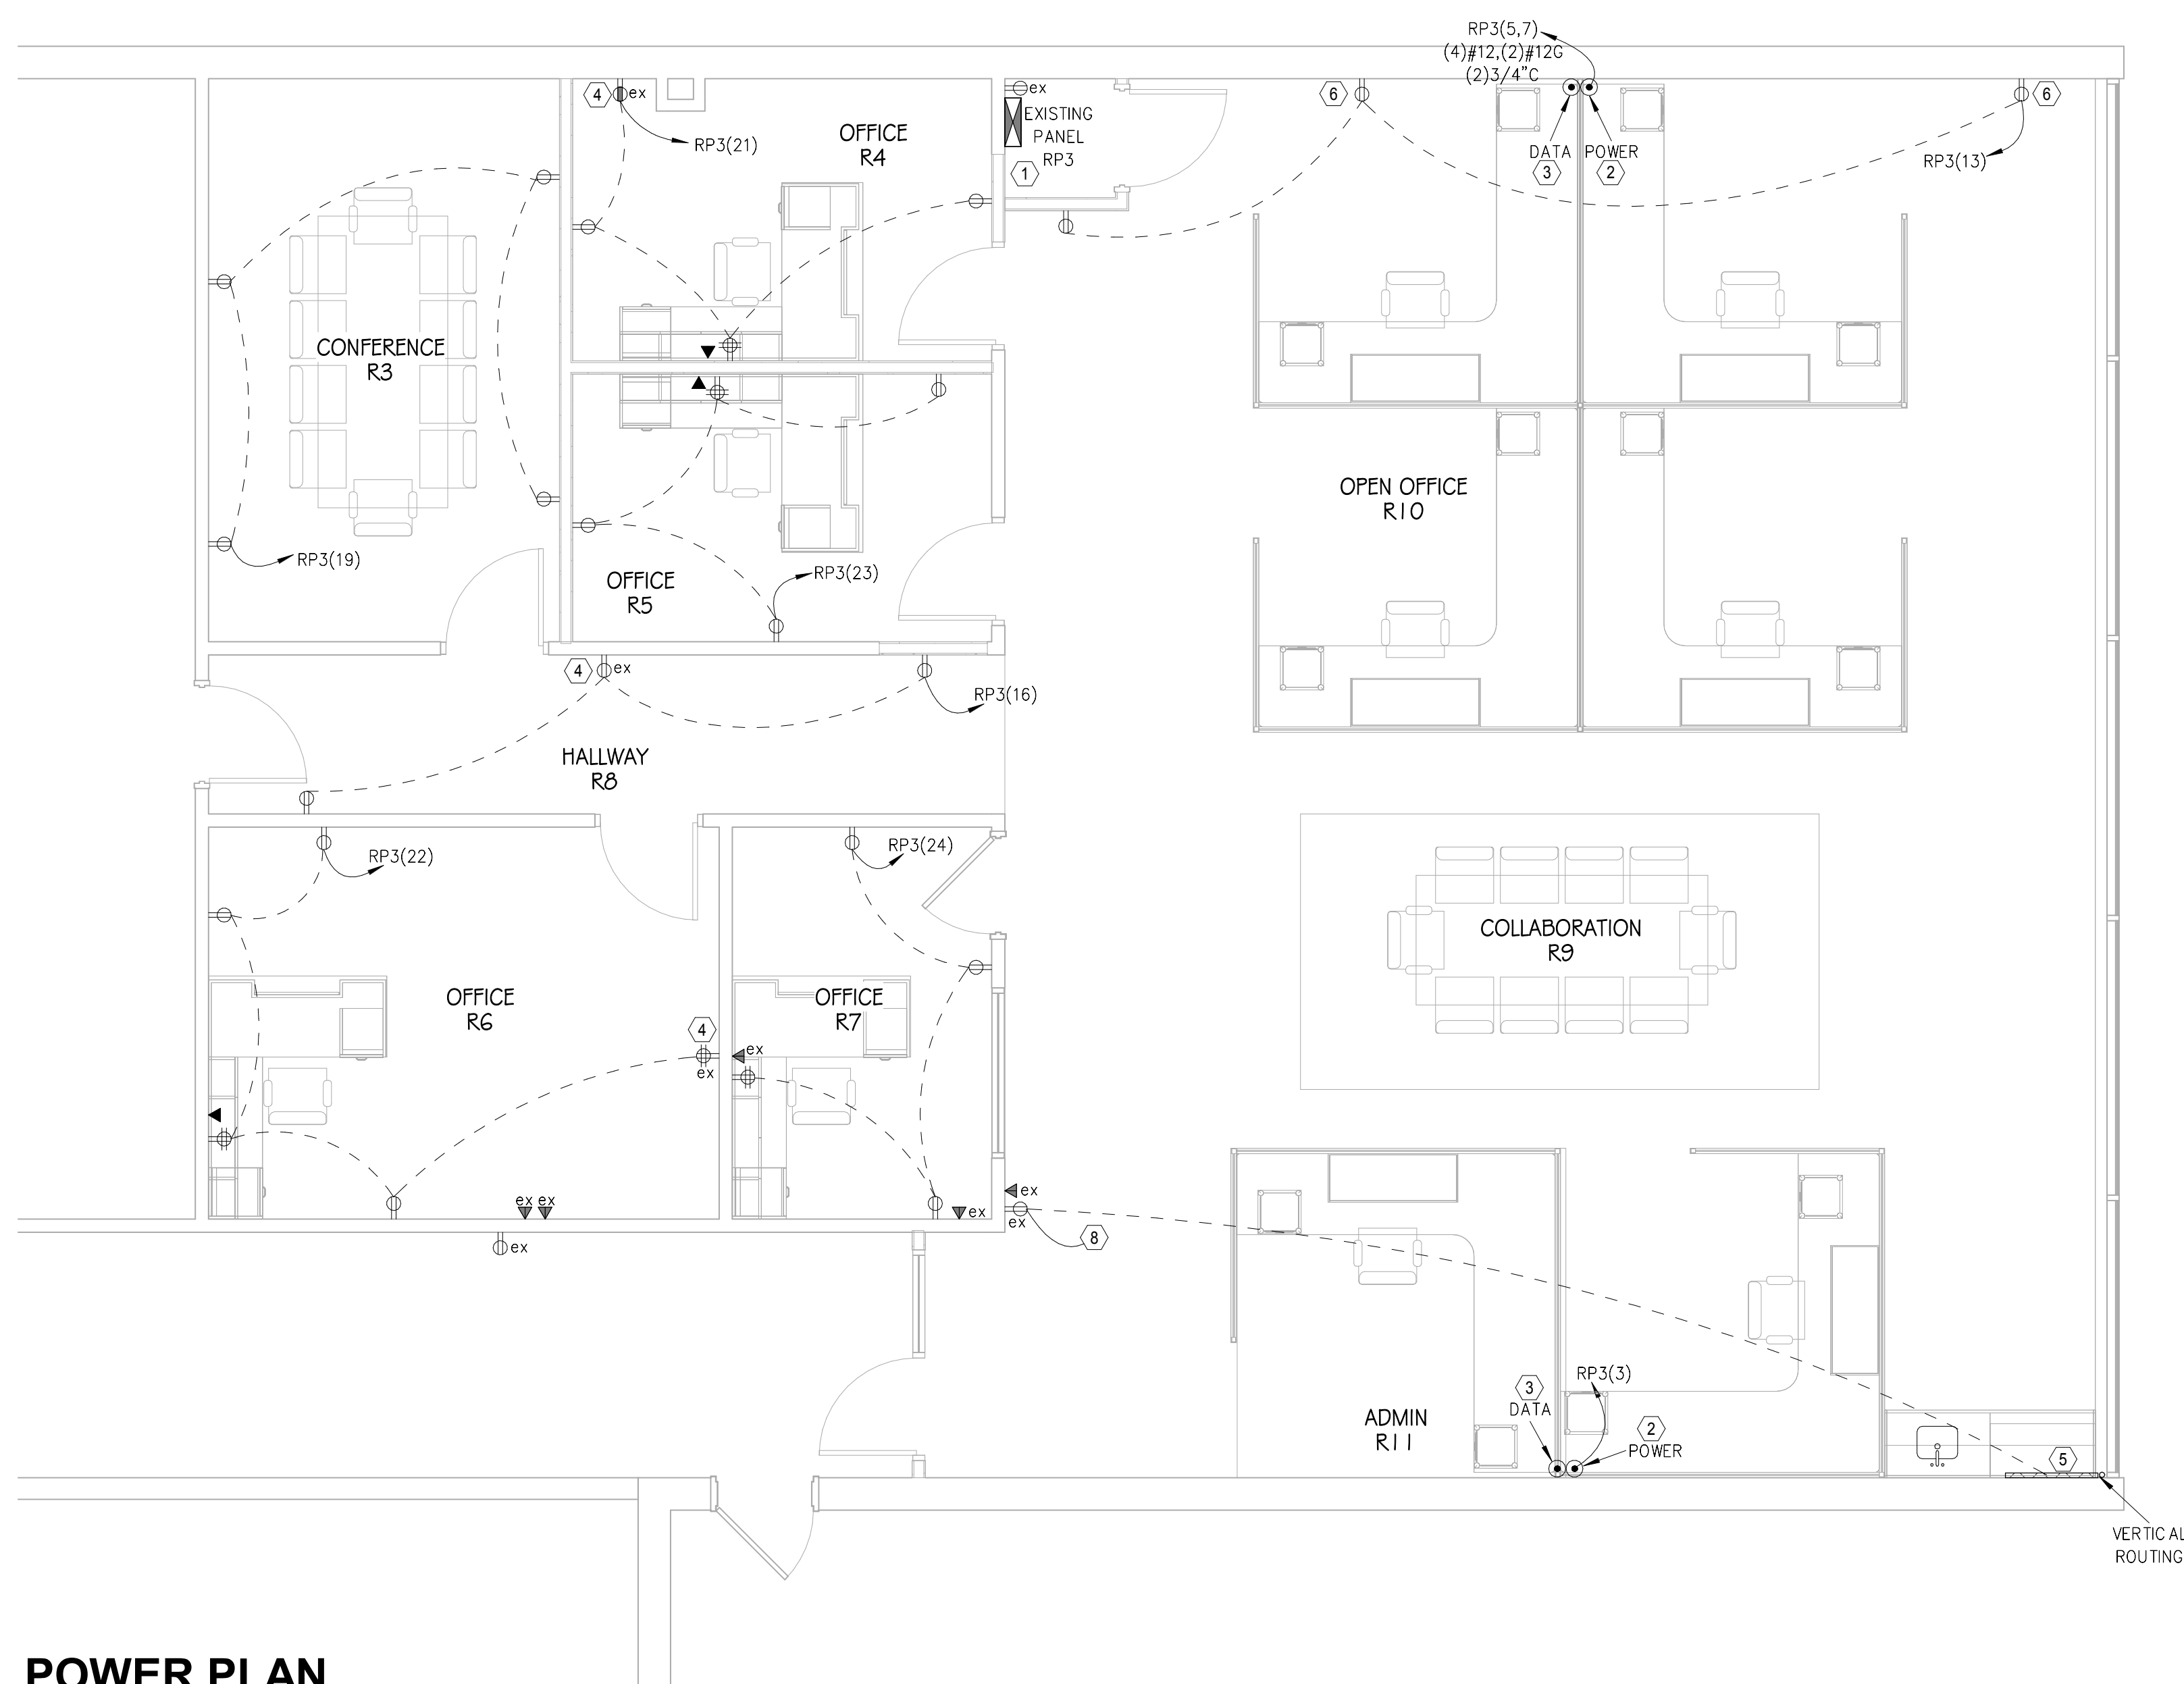 RP3(5,7)
(4)#12,(2)#12G
(2)3/4"C
4
ex
RP3(21)
OFFICE
R4
ex
EXISTING
PANEL
RP3
1
6
DATA
3
POWER
2
6
RP3(13)
CONFERENCE
R3
RP3(19)
OFFICE
R5
RP3(23)
OPEN OFFICE
R10
4
ex
RP3(16)
HALLWAY
R8
RP3(22)
RP3(24)
COLLABORATION
R9
OFFICE
R6
4
ex
OFFICE
R7
ex
ex ex
ex
ex
ex
ex
8
ADMIN
R11
3
DATA
RP3(3)
2
POWER
5
VERTICAL
ROUTING
POWER PLAN